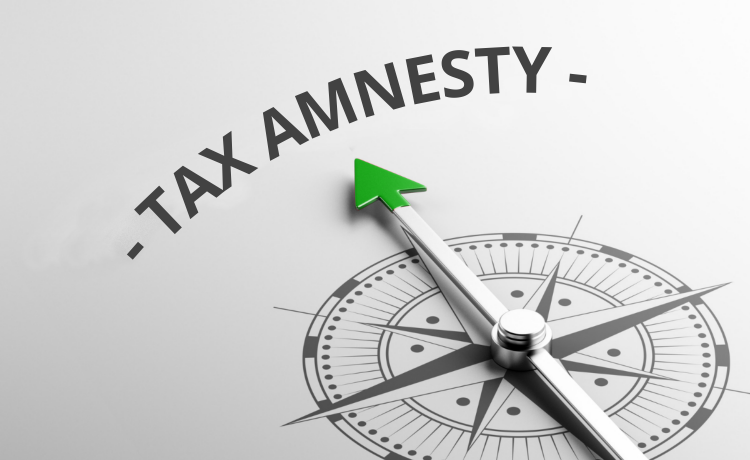 - TAX AMNESTY -